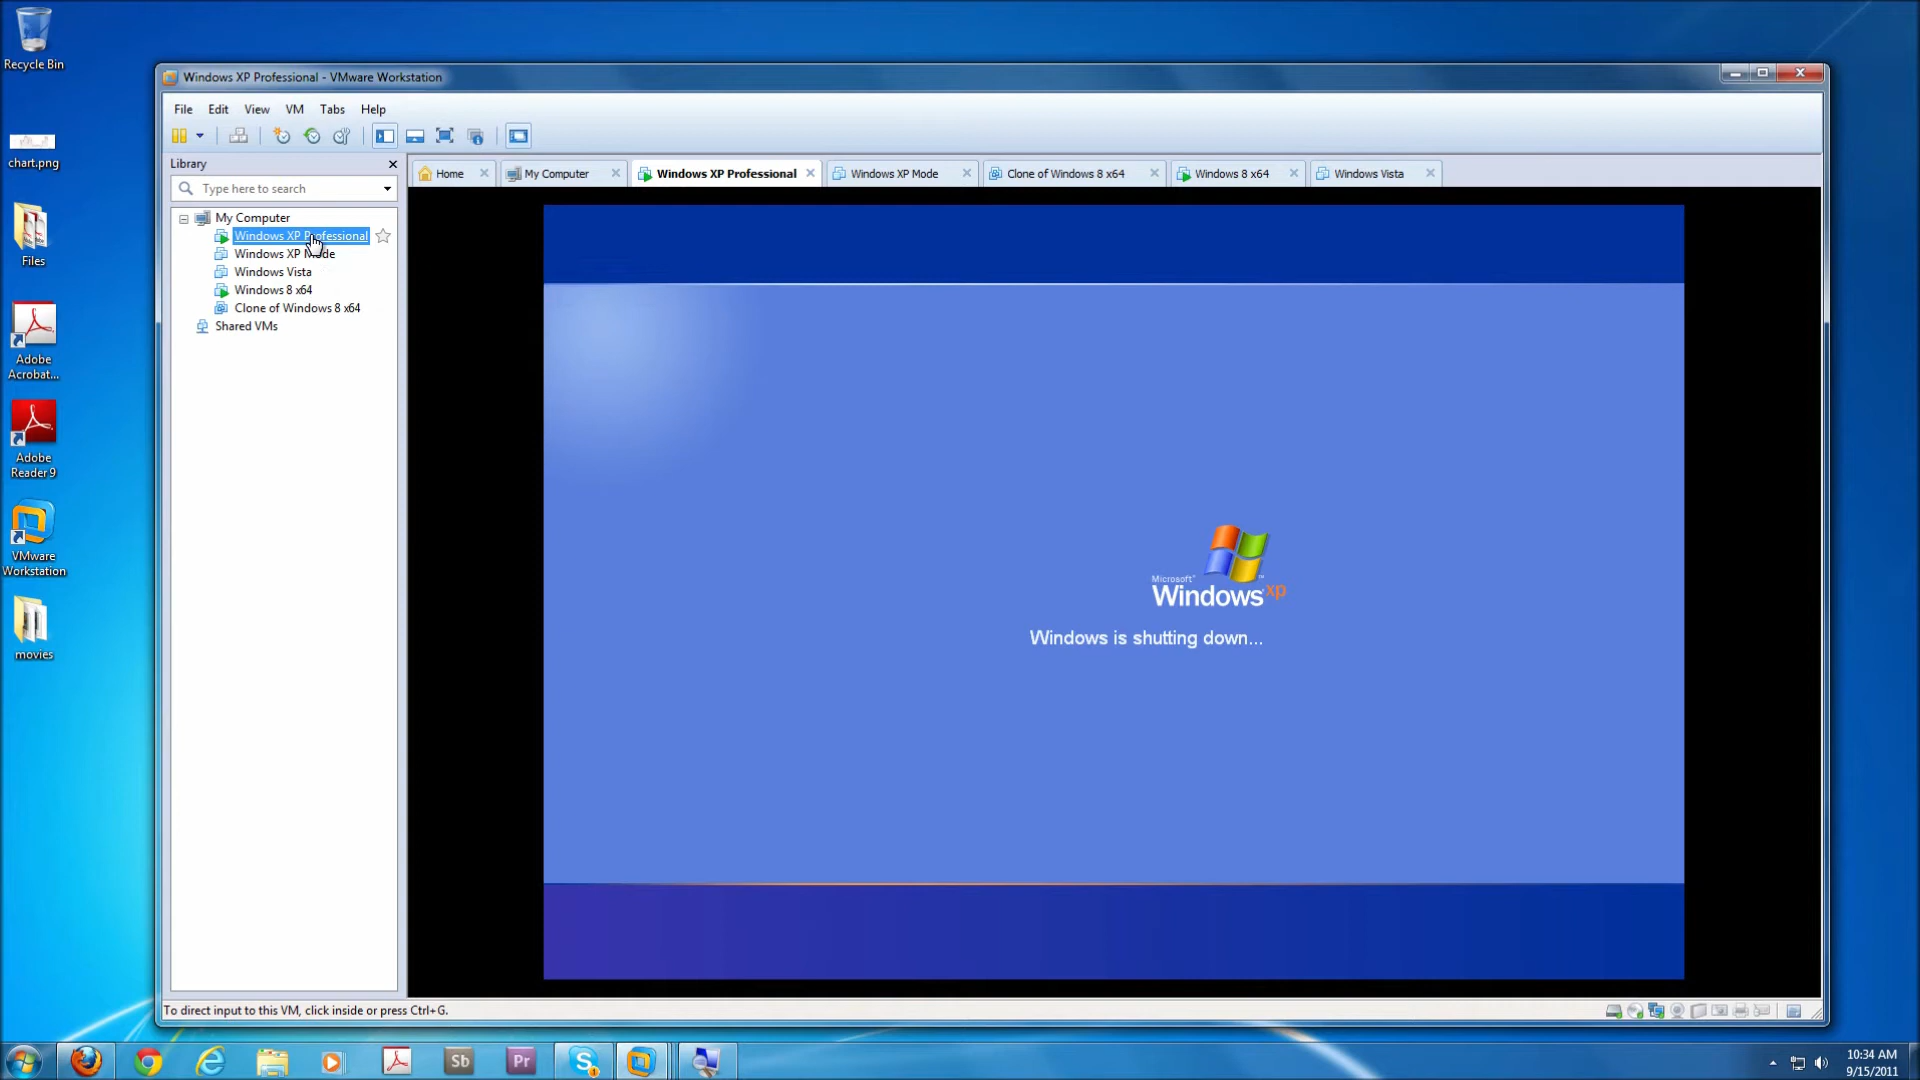 Recycle Bin
chart.png
Files
Adobe
Acrobat...
Adobe
Reader 9
VMware
Workstation
movies
Windows XP Professional - VMware Workstation
File Edit View VM Tabs Help
Library
Type here to search
My Computer
Windows XP Professional
Windows XP Mode
Windows Vista
Windows 8 x64
Clone of Windows 8 x64
Shared VMs
Home My Computer Windows XP Professional Windows XP Mode Clone of Windows 8 x64 Windows 8 x64 Windows Vista
Microsoft
Windows xp
Windows is shutting down...
To direct input to this VM, click inside or press Ctrl+G.
Sb
Pr
10:34 AM
9/15/2011